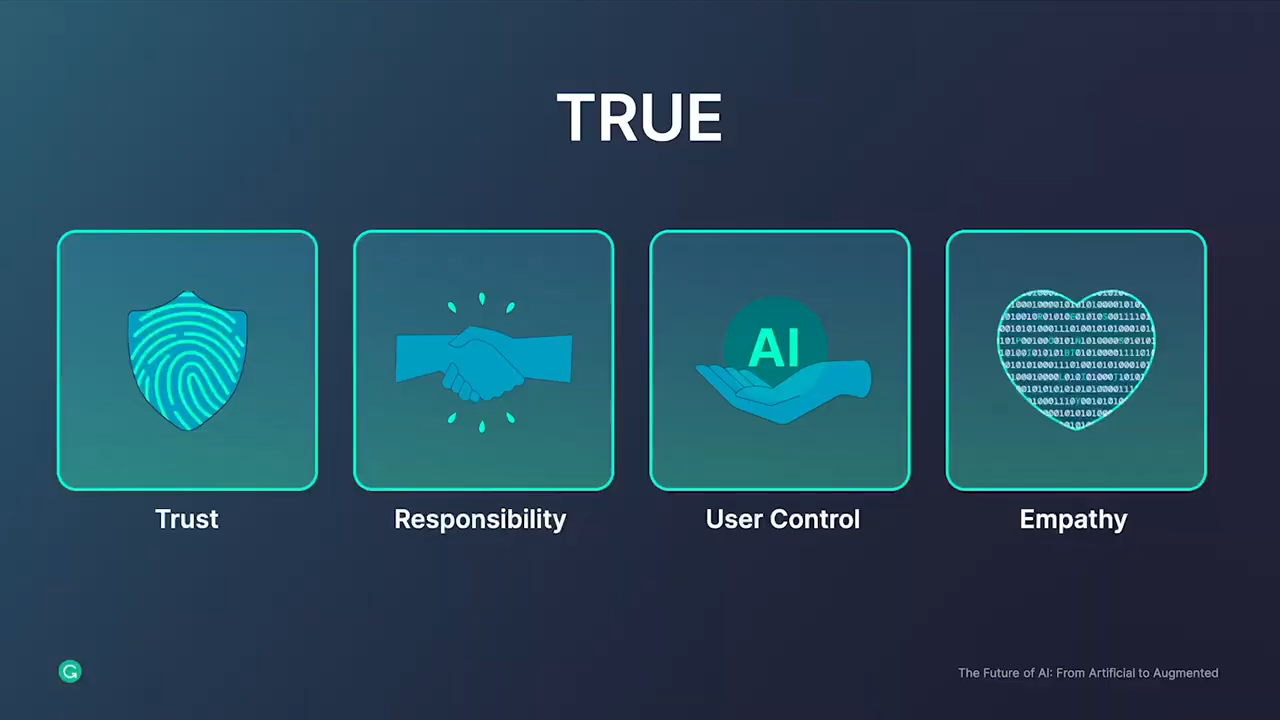 TRUE
AI
Trust
Responsibility
User Control
Empathy
G
The Future of AI: From Artificial to Augmented